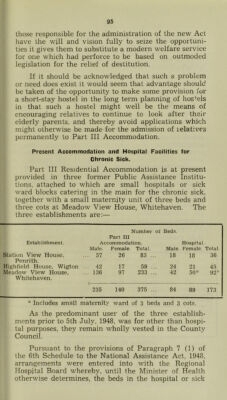 95
those responsible for the administration of the new Act
have the will and vision fully to seize the opportuni-
ties it gives them to substitute a modern welfare service
for one which had perforce to be based on outmoded
legislation for the relief of destitution.
If it should be acknowledged that such a problem
or need does exist it would seem that advantage should
be taken of the opportunity to make some provision for
a short-stay hostel in the long term planning of hostels
in that such a hostel might well be the means of
encouraging relatives to continue to look after their
elderly parents, and thereby avoid applications which
might otherwise be made for the admission of relatives
permanently to Part III Accommodation.
Present Accommodation and Hospital Facilities for
Chronic Sick.
Part III Residential Accommodation is at present
provided in three former Public Assistance Institu-
tions, attached to which are small hospitals or sick
ward blocks catering in the main for the chronic sick,
together with a small maternity unit of three beds and
three cots at Meadow View House, Whitehaven. The
three establishments are:—
Number of Beds.
Part III
Establishment. Accommodation. Hospital
Male Female Total. Male Female Total
Station View House, ... 57 26 83 ... 18 18 36
Penrith.
Highfield House, Wigton ... 42 17 59 ... 24 21 45
Meadow View House, ... 136 97 233 ... 42 50* 92*
Whitehaven.
235 140 375 ... 84 89 173
* Includes small maternity ward of 3 beds and 3 cots.
As the predominant user of the three establish-
ments prior to 5th July, 1948, was for other than hospi-
tal purposes, they remain wholly vested in the County
Council.
Pursuant to the provisions of Paragraph 7 (1) of
the 6th Schedule to the National Assistance Act, 1948,
arrangements were entered into with the Regional
Hospital Board whereby, until the Minister of Health
otherwise determines, the beds in the hospital or sick